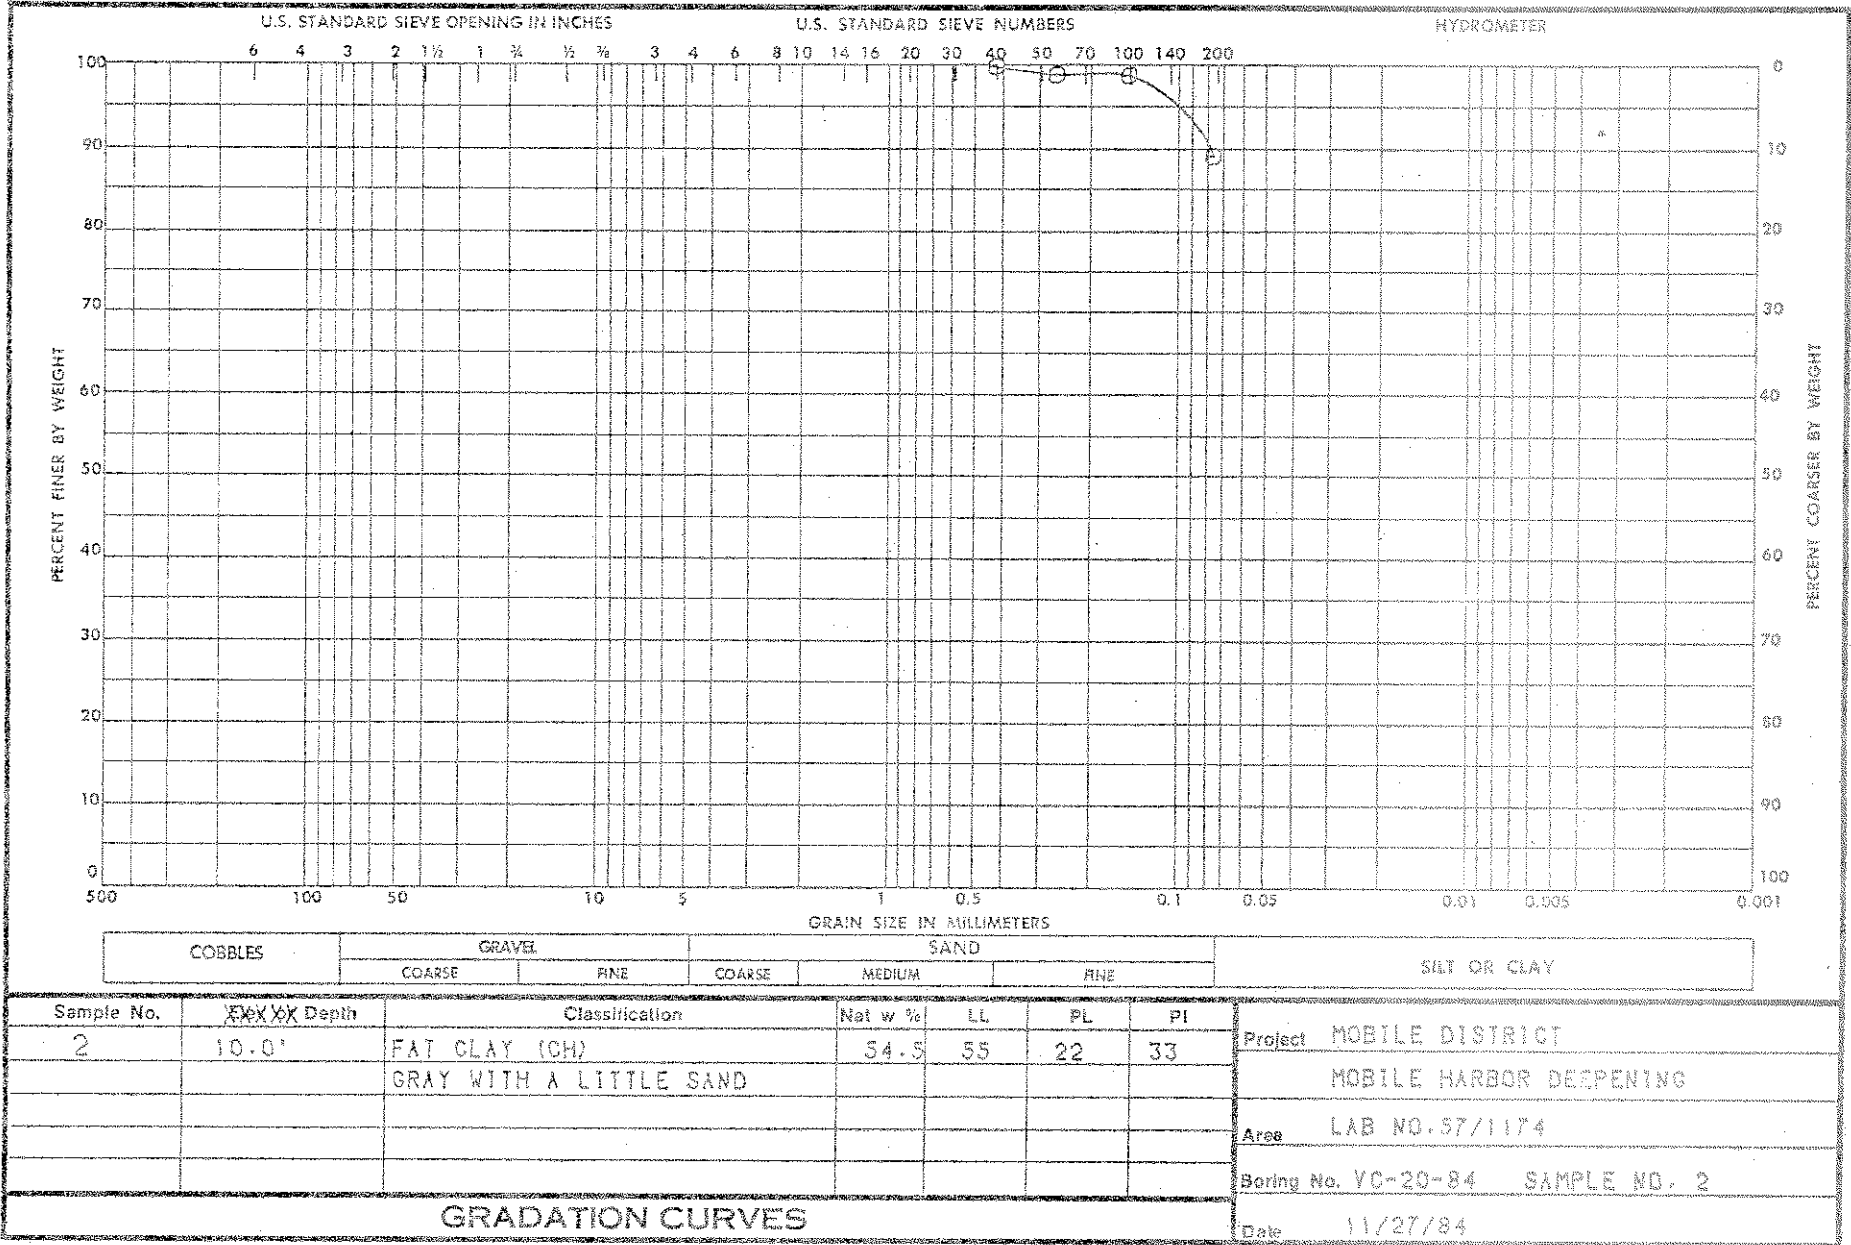 U.S. STANDARD SIEVE OPENING IN INCHES U.S. STANDARD SIEVE NUMBERS HYDROMETER
6 4 3 2 1½ 1 ¾ ½ ⅜ 3 4 6 8 10 14 16 20 30 40 50 70 100 140 200
100 0
90 10
80 20
70 30
60 40
50 50
40 60
30 70
20 80
10 90
0 100
PERCENT FINER BY WEIGHT
PERCENT COARSER BY WEIGHT
500 100 50 10 5 1 0.5 0.1 0.05 0.01 0.005 0.001
GRAIN SIZE IN MILLIMETERS
COBBLES GRAVEL SAND SILT OR CLAY
COARSE FINE COARSE MEDIUM FINE
Sample No. Depth Classification Nat w % LL PL PI
2 10.0' FAT CLAY (CH) 54.5 55 22 33
GRAY WITH A LITTLE SAND
Project MOBILE DISTRICT
MOBILE HARBOR DEEPENING
Area LAB NO.57/1174
Boring No. VC-20-84 SAMPLE NO. 2
Date 11/27/84
GRADATION CURVES